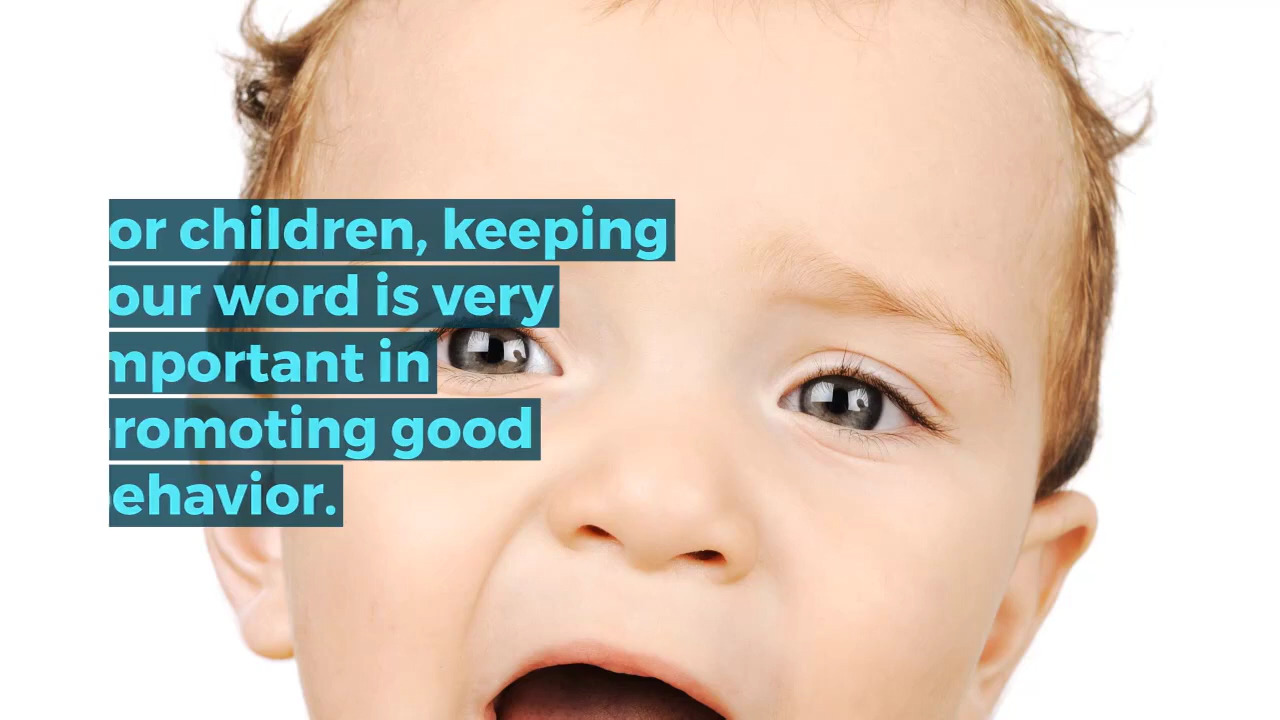 or children, keeping
our word is very
mportant in
romoting good
ehavior.